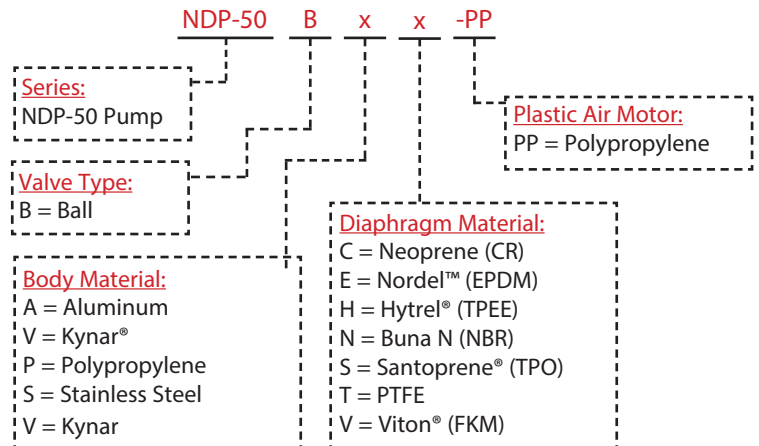 NDP-50 B x x -PP
Series:
NDP-50 Pump
Valve Type:
B = Ball
Body Material:
A = Aluminum
V = Kynar®
P = Polypropylene
S = Stainless Steel
V = Kynar
Diaphragm Material:
C = Neoprene (CR)
E = Nordel™ (EPDM)
H = Hytrel® (TPEE)
N = Buna N (NBR)
S = Santoprene® (TPO)
T = PTFE
V = Viton® (FKM)
Plastic Air Motor:
PP = Polypropylene